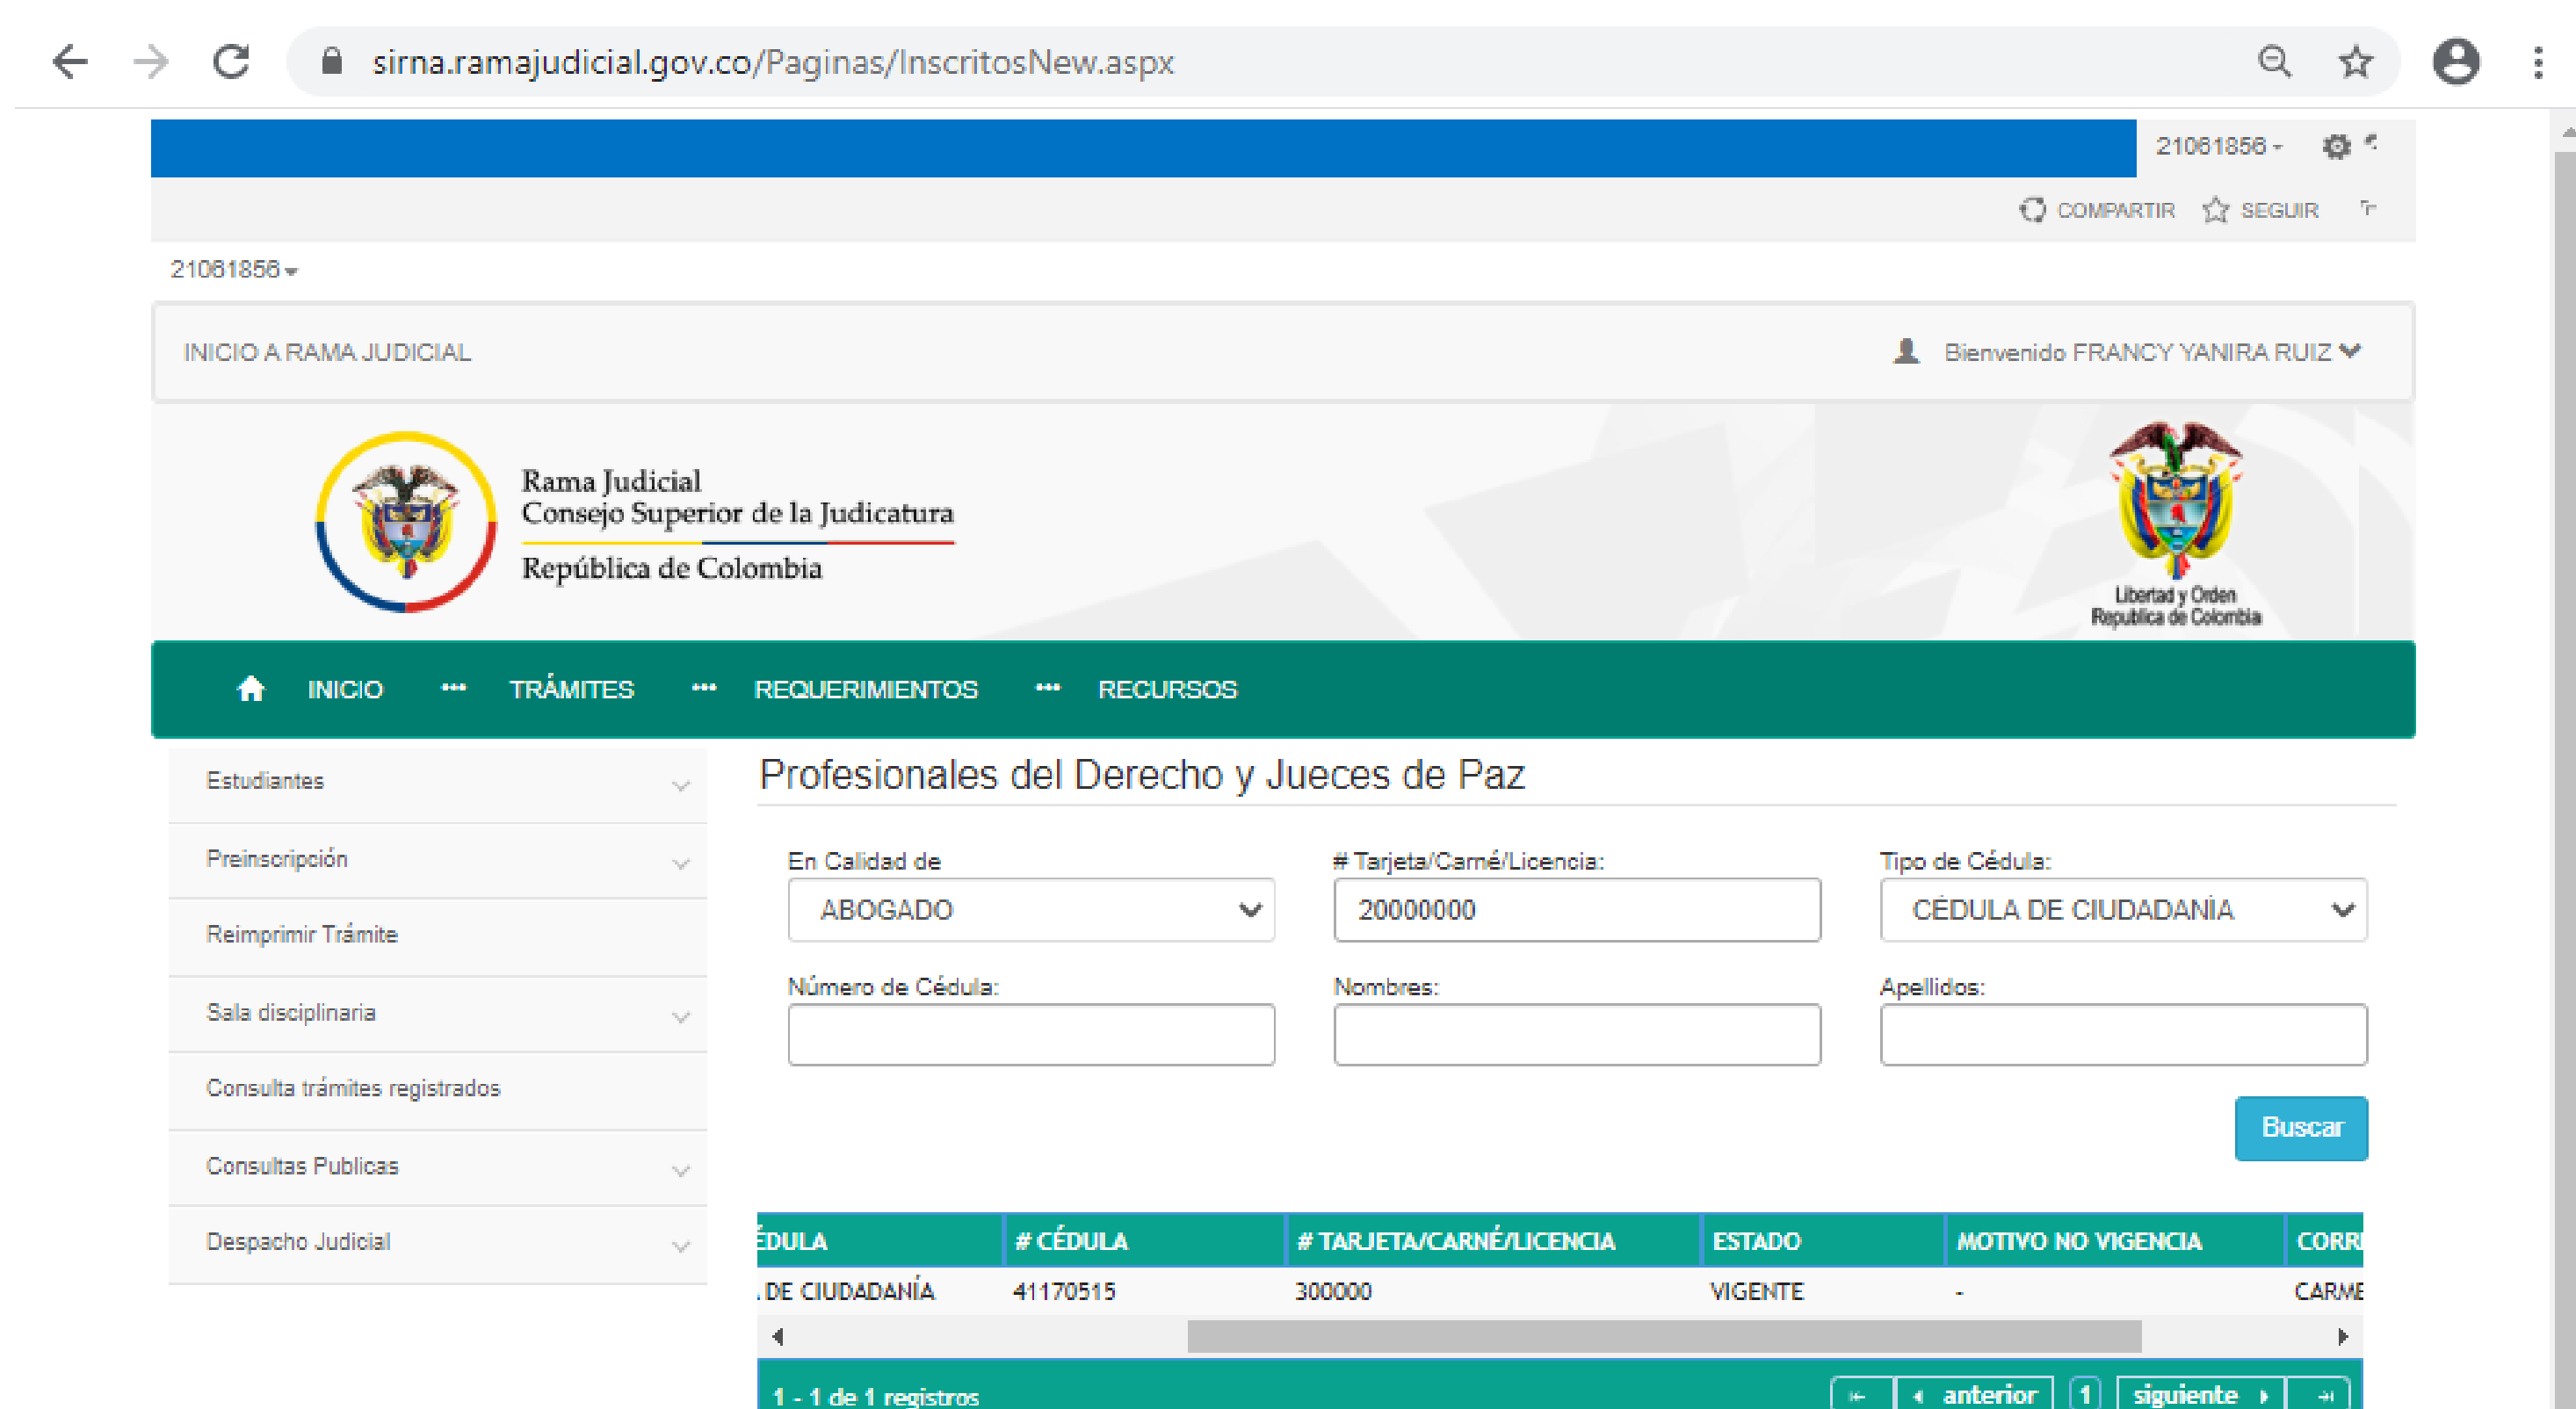 sirna.ramajudicial.gov.co/Paginas/InscritosNew.aspx
21061856
COMPARTIR SEGUIR
21061856
INICIO A RAMA JUDICIAL Bienvenido FRANCY YANIRA RUIZ
Rama Judicial
Consejo Superior de la Judicatura
República de Colombia
Libertad y Orden
Republica de Colombia
INICIO ••• TRÁMITES ••• REQUERIMIENTOS ••• RECURSOS
Estudiantes
Preinscripción
Reimprimir Trámite
Sala disciplinaria
Consulta trámites registrados
Consultas Publicas
Despacho Judicial
Profesionales del Derecho y Jueces de Paz
En Calidad de # Tarjeta/Carné/Licencia: Tipo de Cédula:
ABOGADO 20000000 CÉDULA DE CIUDADANÍA
Número de Cédula: Nombres: Apellidos:
Buscar
ÉDULA # CÉDULA # TARJETA/CARNÉ/LICENCIA ESTADO MOTIVO NO VIGENCIA CORR
DE CIUDADANÍA 41170515 300000 VIGENTE - CARME
1 - 1 de 1 registros anterior 1 siguiente